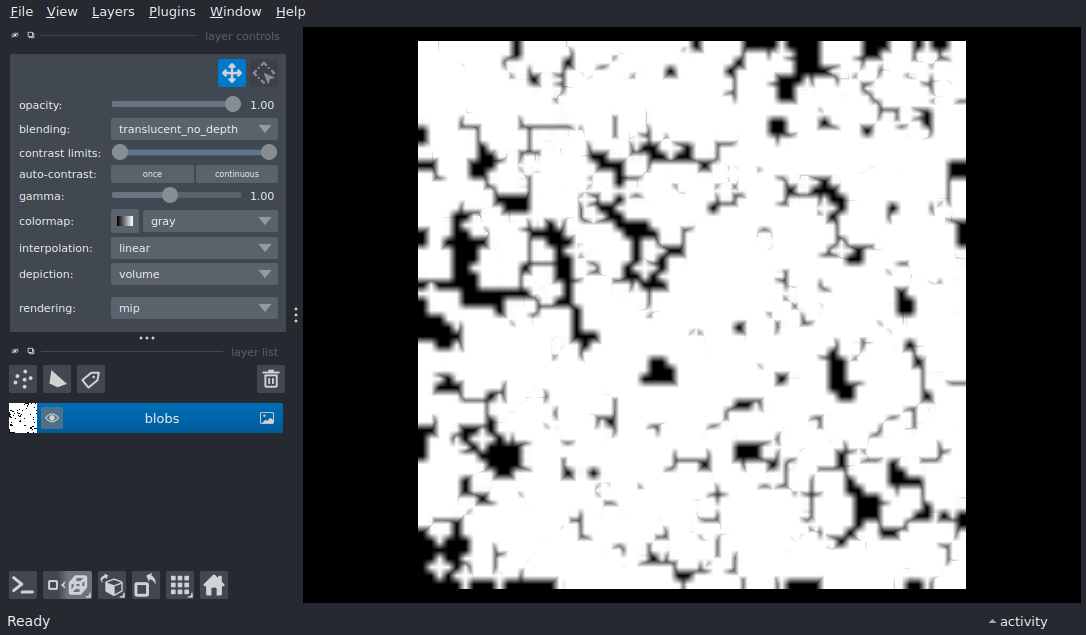 File View Layers Plugins Window Help
layer controls
opacity: 1.00
blending: translucent_no_depth
contrast limits:
auto-contrast: once continuous
gamma: 1.00
colormap: gray
interpolation: linear
depiction: volume
rendering: mip
layer list
blobs
Ready activity